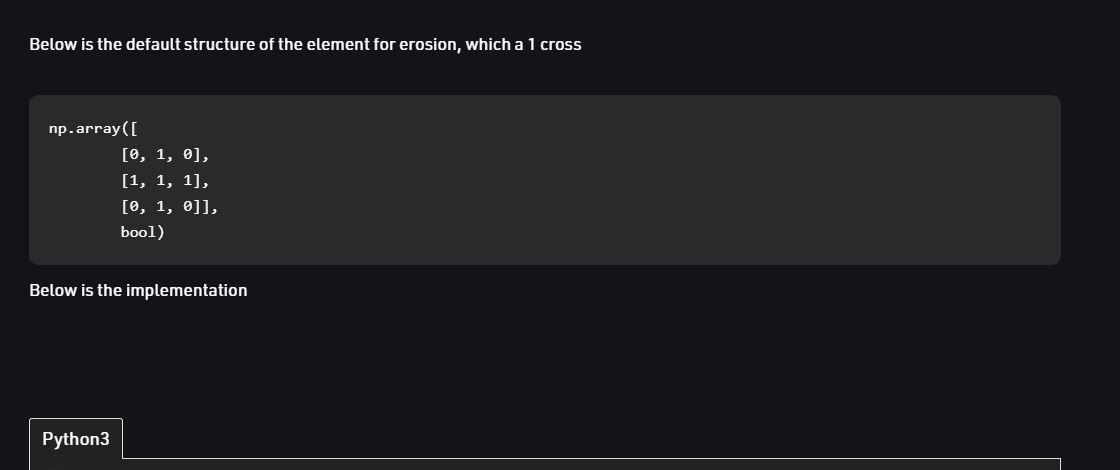 Below is the default structure of the element for erosion, which a 1 cross
np.array([
[0, 1, 0],
[1, 1, 1],
[0, 1, 0]],
bool)
Below is the implementation
Python3